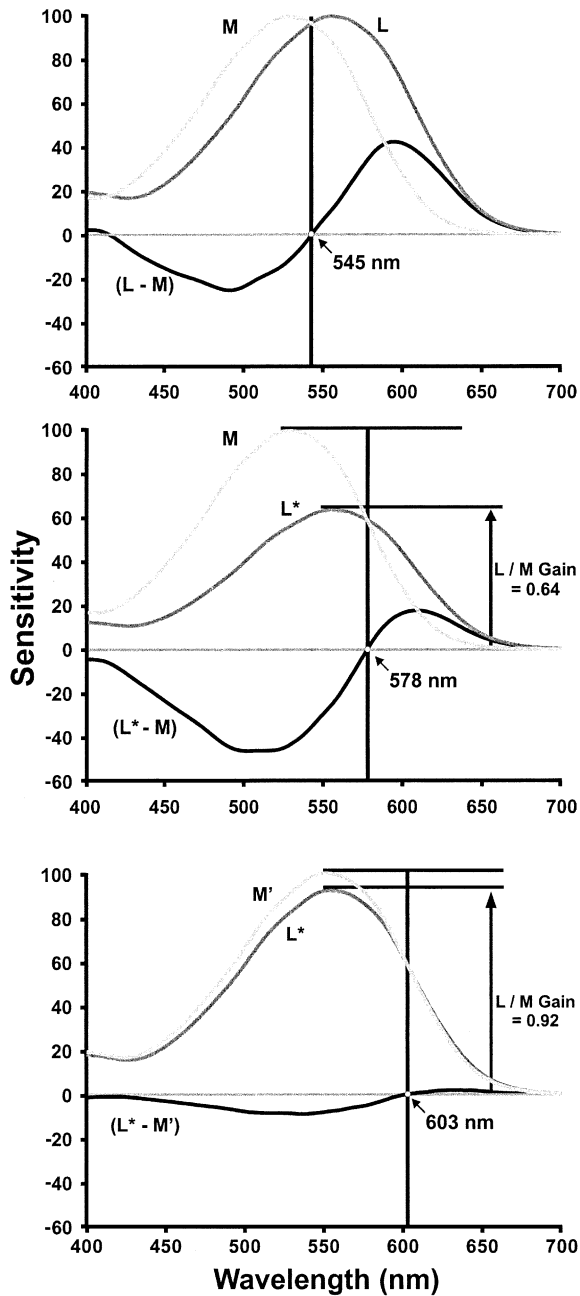 100
80
60
40
20
0
-20
-40
-60
M
L
(L - M)
545 nm
400 450 500 550 600 650 700
100
80
60
40
20
0
-20
-40
-60
M
L*
L / M Gain
= 0.64
578 nm
(L* - M)
400 450 500 550 600 650 700
Sensitivity
100
80
60
40
20
0
-20
-40
-60
M'
L*
L / M Gain
= 0.92
603 nm
(L* - M')
400 450 500 550 600 650 700
Wavelength (nm)